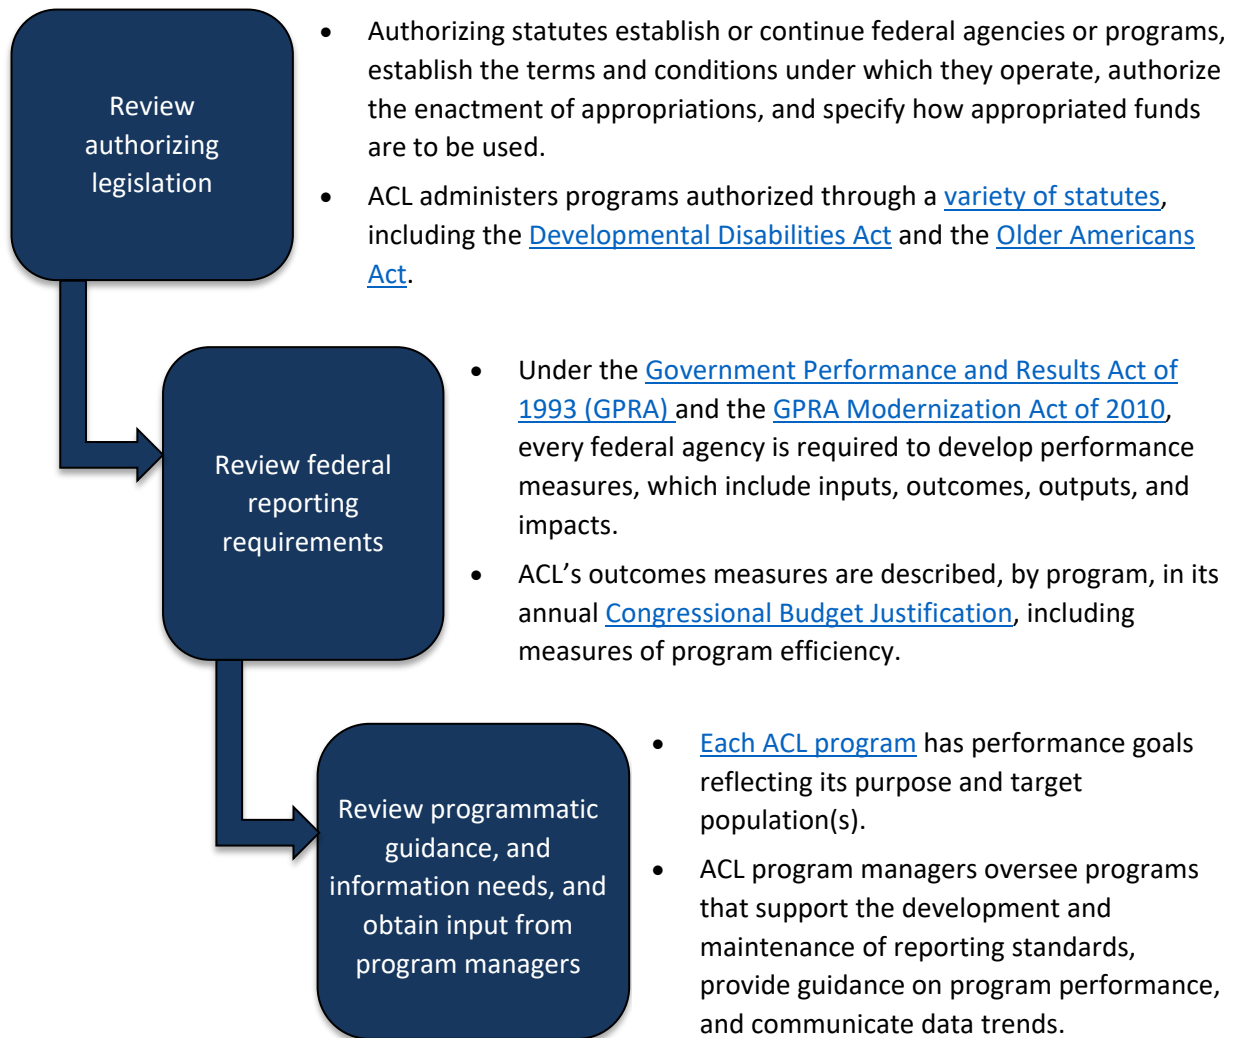 Review
authorizing
legislation
• Authorizing statutes establish or continue federal agencies or programs,
establish the terms and conditions under which they operate, authorize
the enactment of appropriations, and specify how appropriated funds
are to be used.
• ACL administers programs authorized through a variety of statutes,
including the Developmental Disabilities Act and the Older Americans
Act.
Review federal
reporting
requirements
• Under the Government Performance and Results Act of
1993 (GPRA) and the GPRA Modernization Act of 2010,
every federal agency is required to develop performance
measures, which include inputs, outcomes, outputs, and
impacts.
• ACL’s outcomes measures are described, by program, in its
annual Congressional Budget Justification, including
measures of program efficiency.
Review programmatic
guidance, and
information needs, and
obtain input from
program managers
• Each ACL program has performance goals
reflecting its purpose and target
population(s).
• ACL program managers oversee programs
that support the development and
maintenance of reporting standards,
provide guidance on program performance,
and communicate data trends.